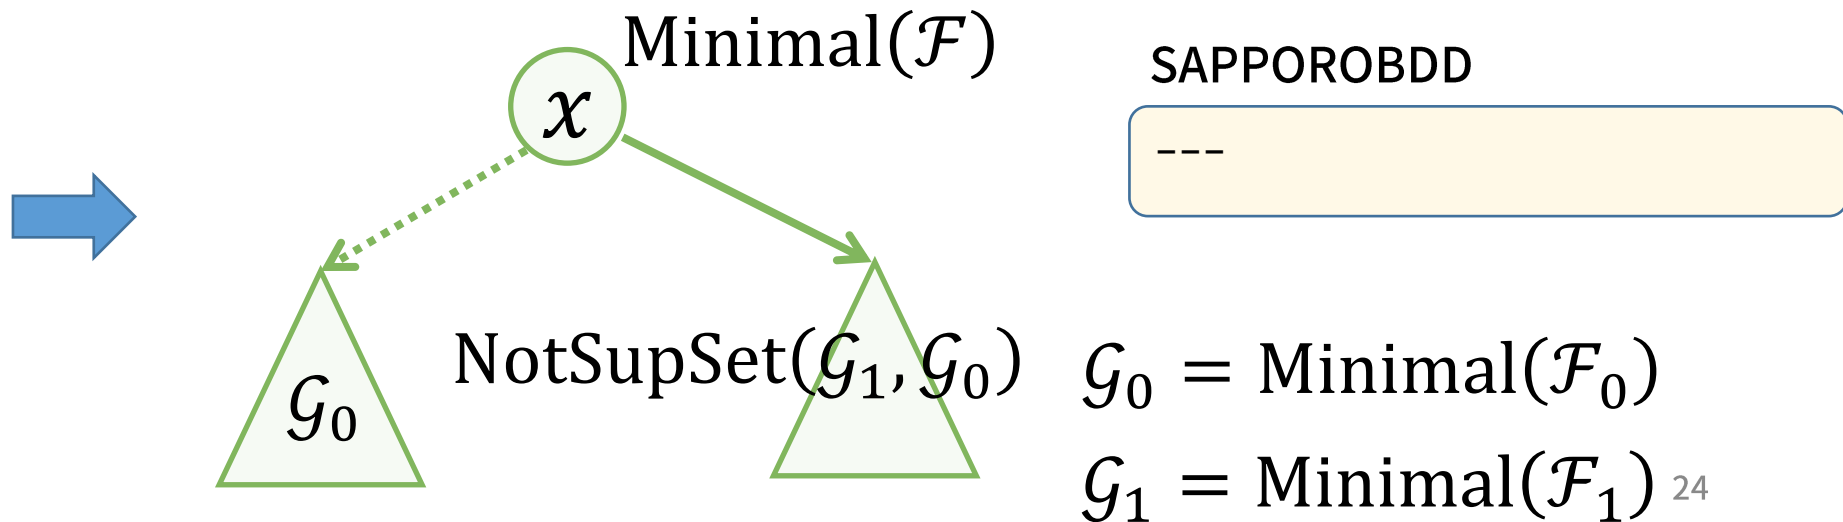 Minimal(ℱ)
x
SAPPOROBDD
---
𝒢₀
NotSupSet(𝒢₁, 𝒢₀)
𝒢₀ = Minimal(ℱ₀)
𝒢₁ = Minimal(ℱ₁)
24